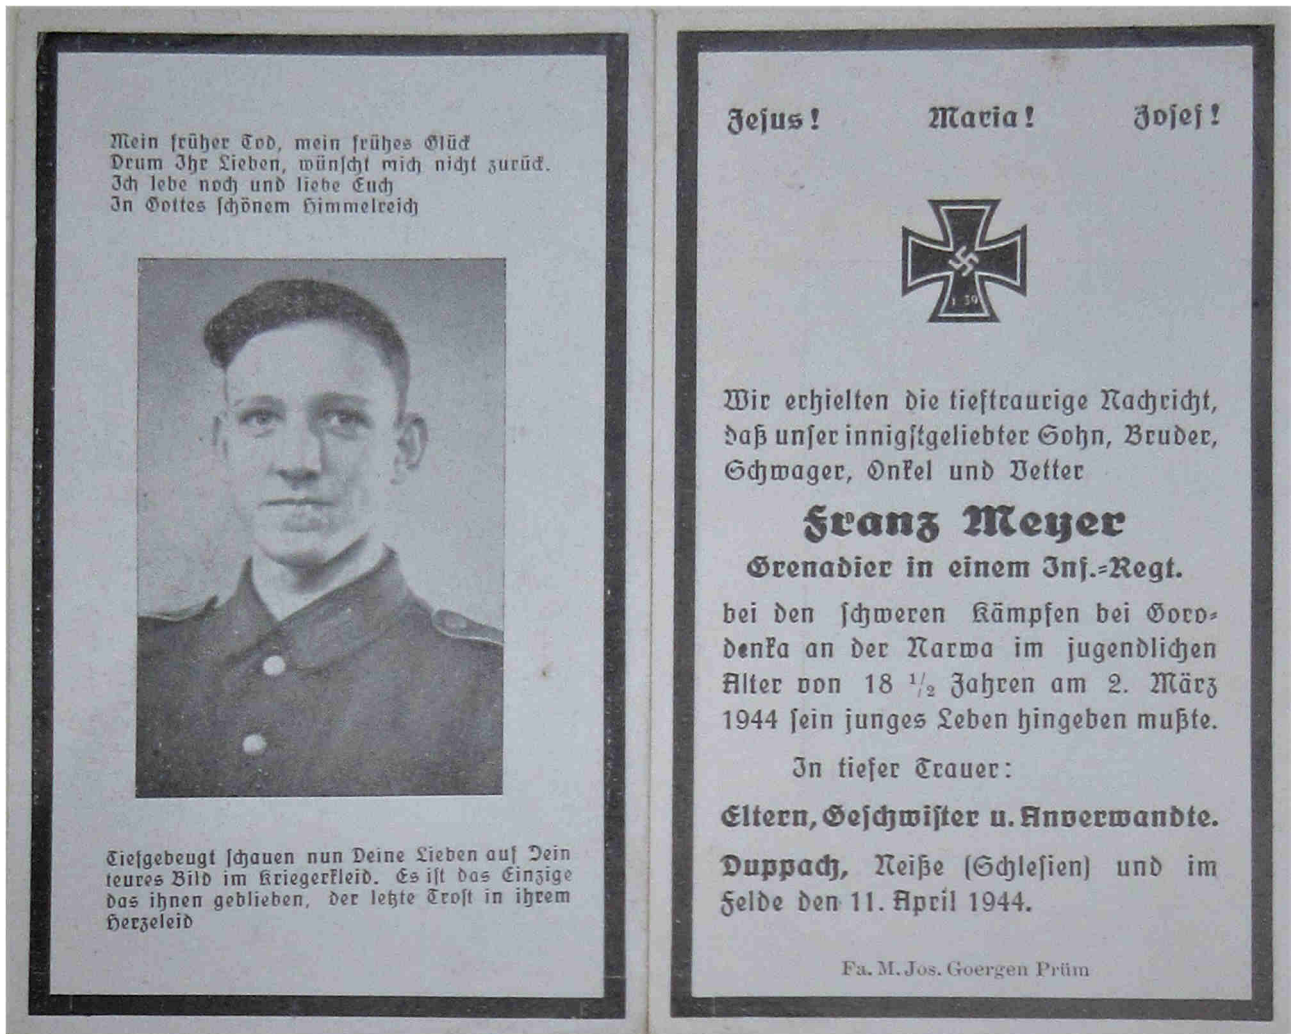 Mein früher Tod, mein frühes Glück
Drum Ihr Lieben, wünscht mich nicht zurück.
Ich lebe noch und liebe Euch
In Gottes schönem Himmelreich
Tiefgebeugt schauen nun Deine Lieben auf Dein
teures Bild im Kriegerkleid. Es ist das Einzige
das ihnen geblieben, der letzte Trost in ihrem
Herzeleid
Jesus! Maria! Josef!
1 39
Wir erhielten die tieftraurige Nachricht,
daß unser innigstgeliebter Sohn, Bruder,
Schwager, Onkel und Vetter
Franz Meyer
Grenadier in einem Inf.-Regt.
bei den schweren Kämpfen bei Goro-
denka an der Narwa im jugendlichen
Alter von 18 1/2 Jahren am 2. März
1944 sein junges Leben hingeben mußte.
In tiefer Trauer:
Eltern, Geschwister u. Anverwandte.
Duppach, Neiße (Schlesien) und im
Felde den 11. April 1944.
Fa. M. Jos. Goergen Prüm